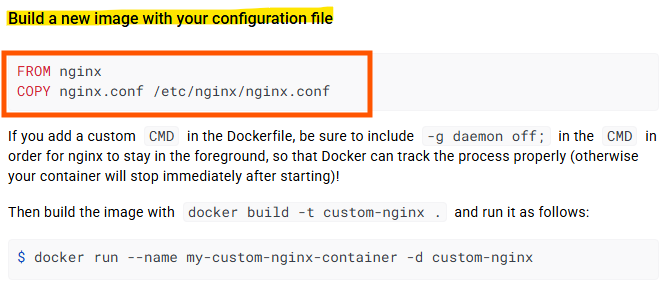 Build a new image with your configuration file
FROM nginx
COPY nginx.conf /etc/nginx/nginx.conf
If you add a custom CMD in the Dockerfile, be sure to include -g daemon off; in the CMD in
order for nginx to stay in the foreground, so that Docker can track the process properly (otherwise
your container will stop immediately after starting)!
Then build the image with docker build -t custom-nginx . and run it as follows:
$ docker run --name my-custom-nginx-container -d custom-nginx